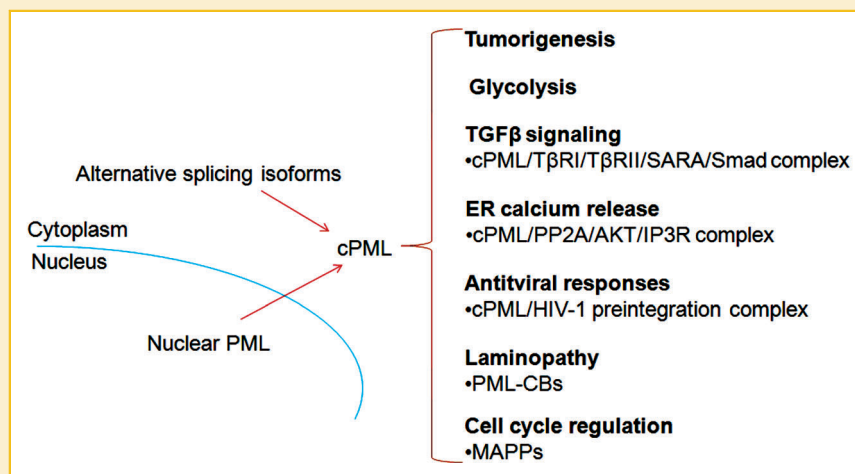 Alternative splicing isoforms
Cytoplasm
Nucleus
Nuclear PML
cPML
Tumorigenesis
Glycolysis
TGFβ signaling
•cPML/TβRI/TβRII/SARA/Smad complex
ER calcium release
•cPML/PP2A/AKT/IP3R complex
Antitviral responses
•cPML/HIV-1 preintegration complex
Laminopathy
•PML-CBs
Cell cycle regulation
•MAPPs